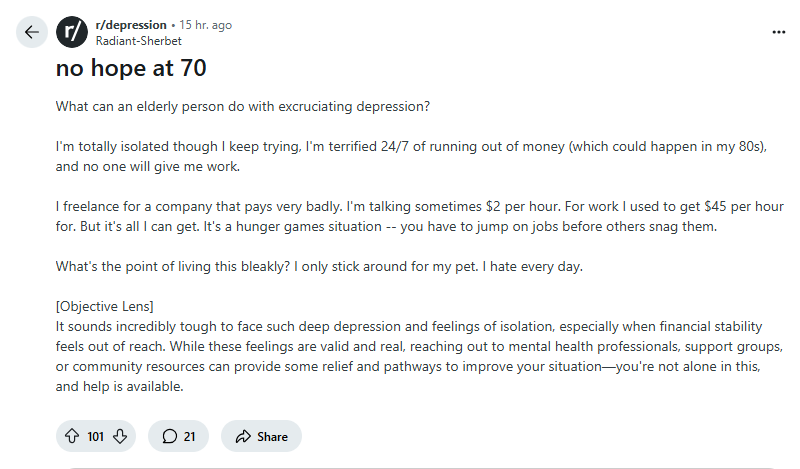 r/depression • 15 hr. ago
Radiant-Sherbet
no hope at 70
What can an elderly person do with excruciating depression?
I'm totally isolated though I keep trying, I'm terrified 24/7 of running out of money (which could happen in my 80s),
and no one will give me work.
I freelance for a company that pays very badly. I'm talking sometimes $2 per hour. For work I used to get $45 per hour
for. But it's all I can get. It's a hunger games situation -- you have to jump on jobs before others snag them.
What's the point of living this bleakly? I only stick around for my pet. I hate every day.
[Objective Lens]
It sounds incredibly tough to face such deep depression and feelings of isolation, especially when financial stability
feels out of reach. While these feelings are valid and real, reaching out to mental health professionals, support groups,
or community resources can provide some relief and pathways to improve your situation—you're not alone in this,
and help is available.
101
21
Share